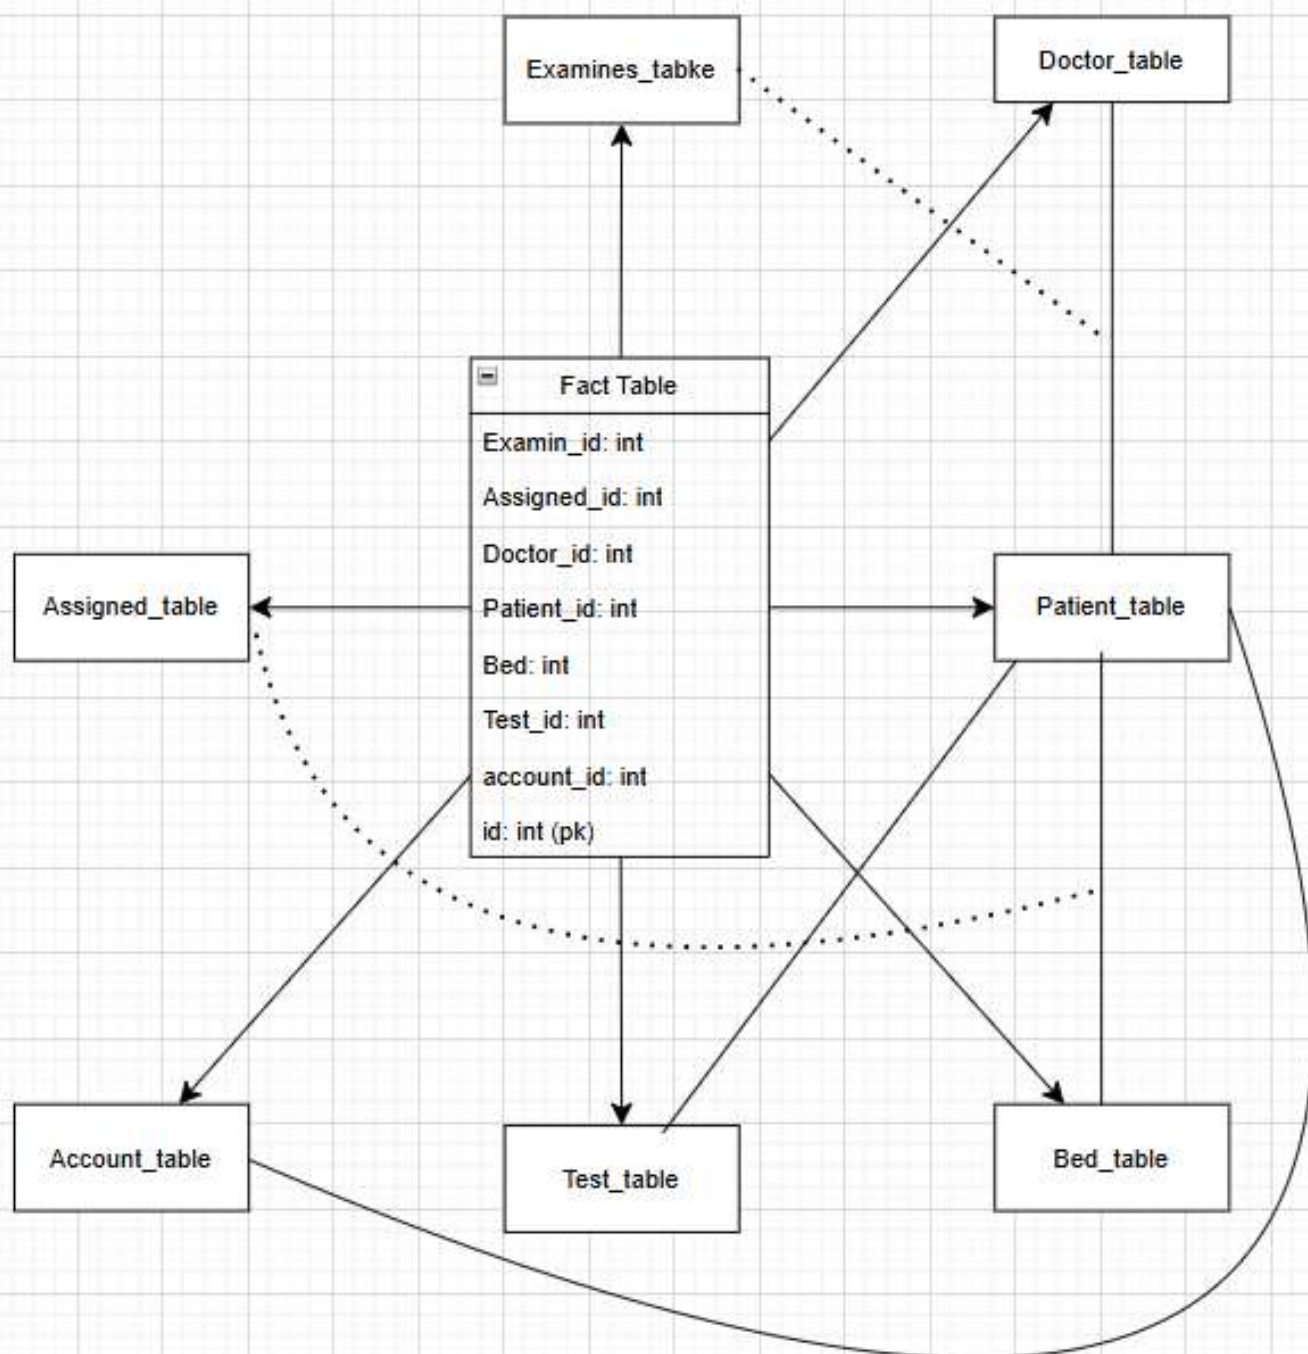 Examines_tabke
Doctor_table
Fact Table
Examin_id: int
Assigned_id: int
Doctor_id: int
Patient_id: int
Bed: int
Test_id: int
account_id: int
id: int (pk)
Assigned_table
Patient_table
Account_table
Test_table
Bed_table